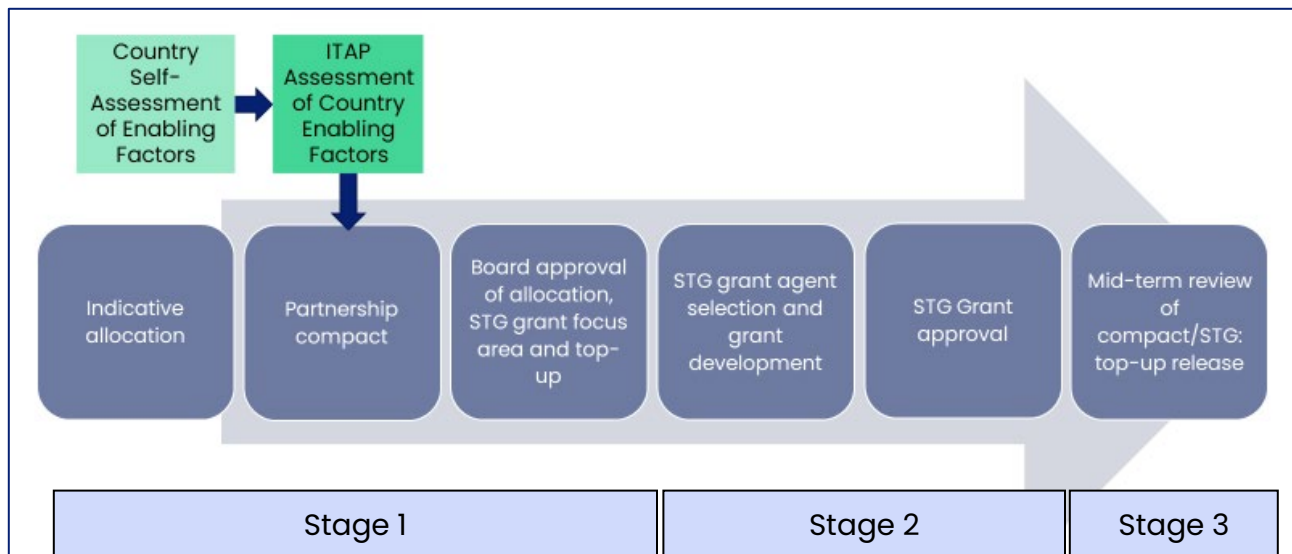 Country
Self-
Assessment
of Enabling
Factors
ITAP
Assessment
of Country
Enabling
Factors
Indicative
allocation
Partnership
compact
Board approval
of allocation,
STG grant focus
area and top-
up
STG grant agent
selection and
grant
development
STG Grant
approval
Mid-term review
of
compact/STG:
top-up release
Stage 1
Stage 2
Stage 3